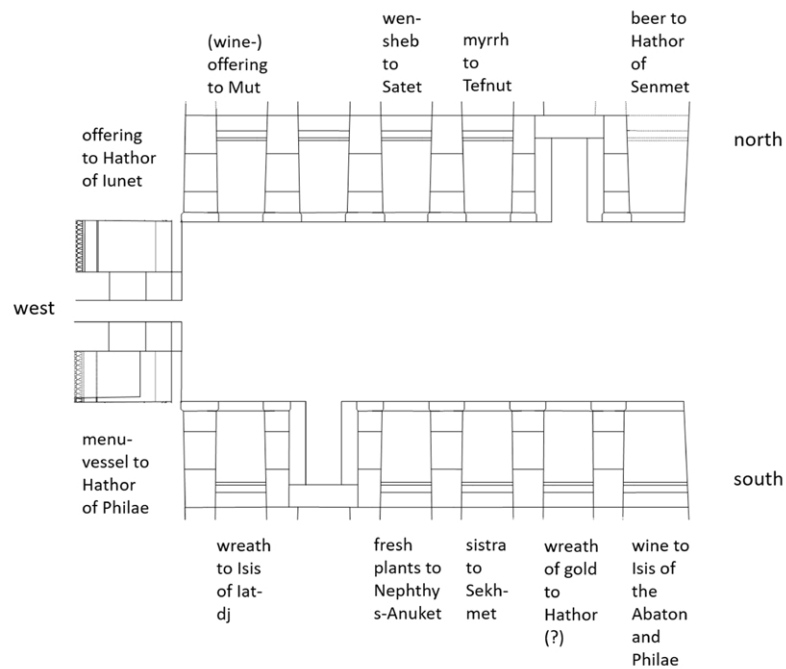 (wine-)
offering
to Mut
wen-
sheb
to
Satet
myrrh
to
Tefnut
beer to
Hathor
of
Senmet
offering
to Hathor
of Iunet
north
west
menu-
vessel to
Hathor
of Philae
south
wreath
to Isis
of Iat-
dj
fresh
plants to
Nephthy
s-Anuket
sistra
to
Sekh-
met
wreath
of gold
to
Hathor
(?)
wine to
Isis of
the
Abaton
and
Philae